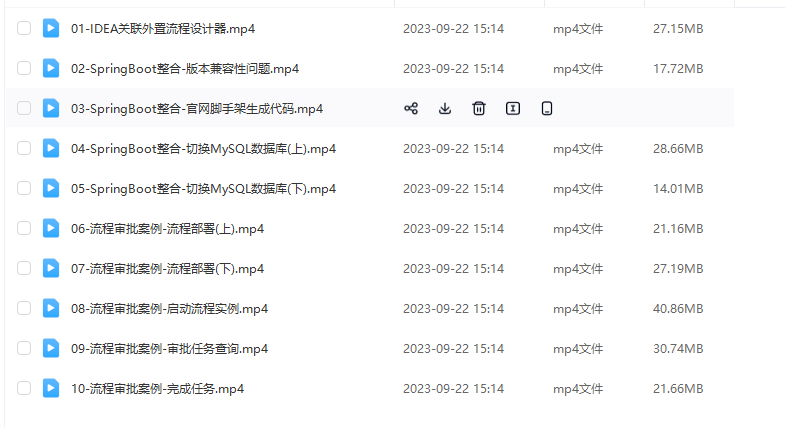 01-IDEA关联外置流程设计器.mp4 2023-09-22 15:14 mp4文件 27.15MB
02-SpringBoot整合-版本兼容性问题.mp4 2023-09-22 15:14 mp4文件 17.72MB
03-SpringBoot整合-官网脚手架生成代码.mp4
04-SpringBoot整合-切换MySQL数据库(上).mp4 2023-09-22 15:14 mp4文件 28.66MB
05-SpringBoot整合-切换MySQL数据库(下).mp4 2023-09-22 15:14 mp4文件 14.01MB
06-流程审批案例-流程部署(上).mp4 2023-09-22 15:14 mp4文件 21.16MB
07-流程审批案例-流程部署(下).mp4 2023-09-22 15:14 mp4文件 27.19MB
08-流程审批案例-启动流程实例.mp4 2023-09-22 15:14 mp4文件 40.86MB
09-流程审批案例-审批任务查询.mp4 2023-09-22 15:14 mp4文件 30.74MB
10-流程审批案例-完成任务.mp4 2023-09-22 15:14 mp4文件 21.66MB